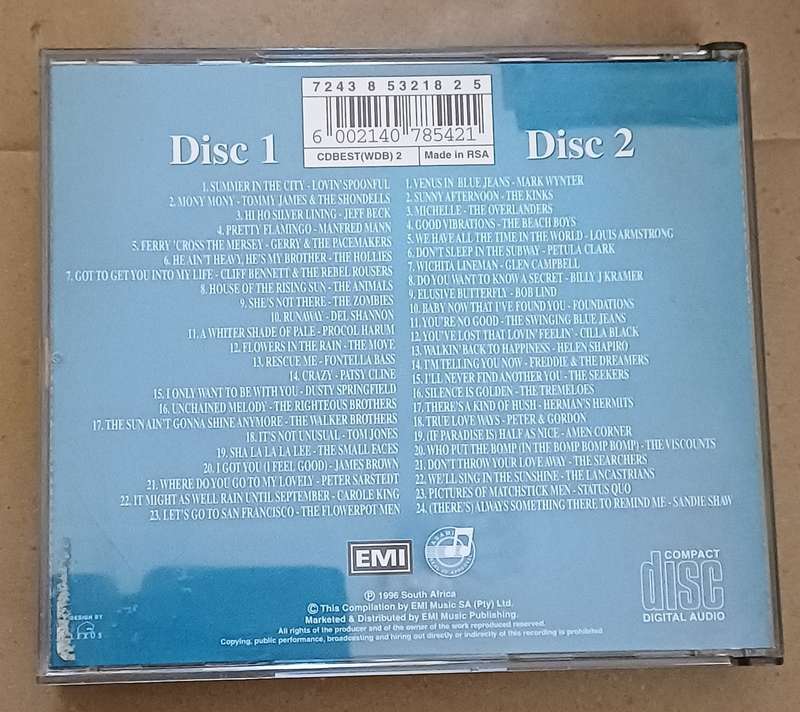 7243 8 53218 2 5
6 002140 785421
CDBEST(WDB) 2
Made in RSA
Disc 1
1. SUMMER IN THE CITY - LOVIN' SPOONFUL
2. MONY MONY - TOMMY JAMES & THE SHONDELLS
3. HI HO SILVER LINING - JEFF BECK
4. PRETTY FLAMINGO - MANFRED MANN
5. FERRY 'CROSS THE MERSEY - GERRY & THE PACEMAKERS
6. HE AIN'T HEAVY, HE'S MY BROTHER - THE HOLLIES
7. GOT TO GET YOU INTO MY LIFE - CLIFF BENNETT & THE REBEL ROUSERS
8. HOUSE OF THE RISING SUN - THE ANIMALS
9. SHE'S NOT THERE - THE ZOMBIES
10. RUNAWAY - DEL SHANNON
11. A WHITER SHADE OF PALE - PROCOL HARUM
12. FLOWERS IN THE RAIN - THE MOVE
13. RESCUE ME - FONTELLA BASS
14. CRAZY - PATSY CLINE
15. I ONLY WANT TO BE WITH YOU - DUSTY SPRINGFIELD
16. UNCHAINED MELODY - THE RIGHTEOUS BROTHERS
17. THE SUN AIN'T GONNA SHINE ANYMORE - THE WALKER BROTHERS
18. IT'S NOT UNUSUAL - TOM JONES
19. SHA LA LA LA LEE - THE SMALL FACES
20. I GOT YOU (I FEEL GOOD) - JAMES BROWN
21. WHERE DO YOU GO TO MY LOVELY - PETER SARSTEDT
22. IT MIGHT AS WELL RAIN UNTIL SEPTEMBER - CAROLE KING
23. LET'S GO TO SAN FRANCISCO - THE FLOWERPOT MEN
Disc 2
1. VENUS IN BLUE JEANS - MARK WYNTER
2. SUNNY AFTERNOON - THE KINKS
3. MICHELLE - THE OVERLANDERS
4. GOOD VIBRATIONS - THE BEACH BOYS
5. WE HAVE ALL THE TIME IN THE WORLD - LOUIS ARMSTRONG
6. DON'T SLEEP IN THE SUBWAY - PETULA CLARK
7. WICHITA LINEMAN - GLEN CAMPBELL
8. DO YOU WANT TO KNOW A SECRET - BILLY J KRAMER
9. ELUSIVE BUTTERFLY - BOB LIND
10. BABY NOW THAT I'VE FOUND YOU - FOUNDATIONS
11. YOU'RE NO GOOD - THE SWINGING BLUE JEANS
12. YOU'VE LOST THAT LOVIN' FEELIN' - CILLA BLACK
13. WALKIN' BACK TO HAPPINESS - HELEN SHAPIRO
14. I'M TELLING YOU NOW - FREDDIE & THE DREAMERS
15. I'LL NEVER FIND ANOTHER YOU - THE SEEKERS
16. SILENCE IS GOLDEN - THE TREMELOES
17. THERE'S A KIND OF HUSH - HERMAN'S HERMITS
18. TRUE LOVE WAYS - PETER & GORDON
19. (IF PARADISE IS) HALF AS NICE - AMEN CORNER
20. WHO PUT THE BOMP (IN THE BOMP BOMP BOMP) - THE VISCOUNTS
21. DON'T THROW YOUR LOVE AWAY - THE SEARCHERS
22. WE'LL SING IN THE SUNSHINE - THE LANCASTRIANS
23. PICTURES OF MATCHSTICK MEN - STATUS QUO
24. (THERE'S) ALWAYS SOMETHING THERE TO REMIND ME - SANDIE SHAW
EMI
ASAMI
COMPACT
disc
DIGITAL AUDIO
℗ 1996 South Africa
© This Compilation by EMI Music SA (Pty) Ltd.
Marketed & Distributed by EMI Music Publishing.
All rights of the producer and of the owner of the work reproduced reserved.
Copying, public performance, broadcasting and hiring out directly or indirectly of this recording is prohibited
DESIGN BY